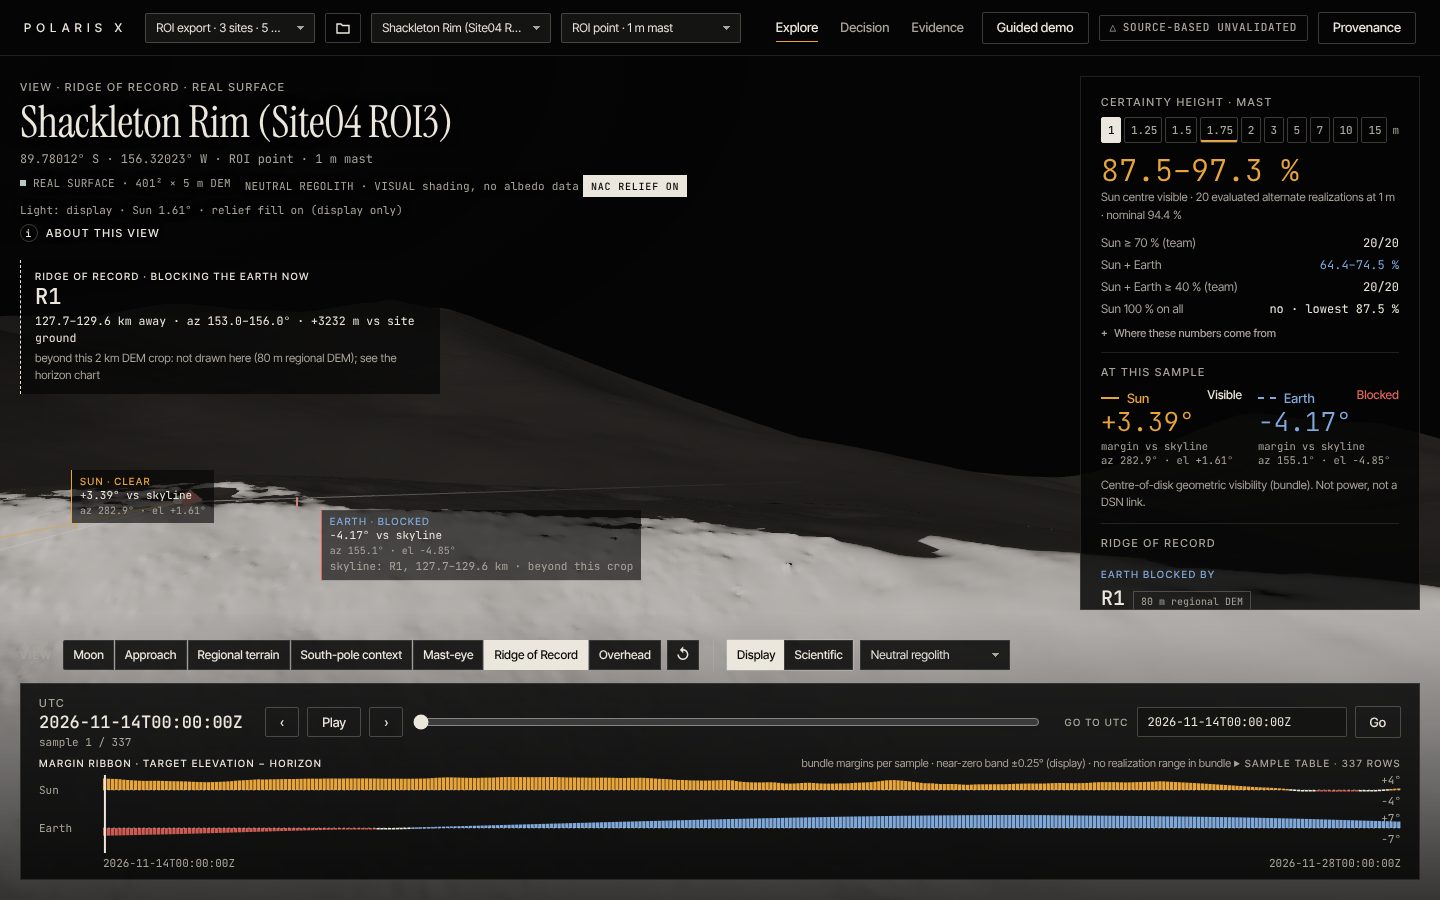 POLARIS X
ROI export · 3 sites · 5 ...
Shackleton Rim (Site04 R...
ROI point · 1 m mast
Explore
Decision
Evidence
Guided demo
△ SOURCE-BASED UNVALIDATED
Provenance
VIEW · RIDGE OF RECORD · REAL SURFACE
Shackleton Rim (Site04 ROI3)
89.78012° S · 156.32023° W · ROI point · 1 m mast
REAL SURFACE · 401² × 5 m DEM
NEUTRAL REGOLITH · VISUAL shading, no albedo data
NAC RELIEF ON
Light: display · Sun 1.61° · relief fill on (display only)
i ABOUT THIS VIEW
RIDGE OF RECORD · BLOCKING THE EARTH NOW
R1
127.7–129.6 km away · az 153.0–156.0° · +3232 m vs site
ground
beyond this 2 km DEM crop: not drawn here (80 m regional DEM); see the
horizon chart
SUN · CLEAR
+3.39° vs skyline
az 282.9° · el +1.61°
EARTH · BLOCKED
-4.17° vs skyline
az 155.1° · el -4.85°
skyline: R1, 127.7–129.6 km · beyond this crop
CERTAINTY HEIGHT · MAST
1 1.25 1.5 1.75 2 3 5 7 10 15 m
87.5–97.3 %
Sun centre visible · 20 evaluated alternate realizations at 1 m
· nominal 94.4 %
Sun ≥ 70 % (team) 20/20
Sun + Earth 64.4–74.5 %
Sun + Earth ≥ 40 % (team) 20/20
Sun 100 % on all no · lowest 87.5 %
+ Where these numbers come from
AT THIS SAMPLE
Sun Visible
+3.39°
margin vs skyline
az 282.9° · el +1.61°
Earth Blocked
-4.17°
margin vs skyline
az 155.1° · el -4.85°
Centre-of-disk geometric visibility (bundle). Not power, not a
DSN link.
RIDGE OF RECORD
EARTH BLOCKED BY
R1 80 m regional DEM
VIEW
Moon
Approach
Regional terrain
South-pole context
Mast-eye
Ridge of Record
Overhead
Display
Scientific
Neutral regolith
UTC
2026-11-14T00:00:00Z
sample 1 / 337
‹
Play
›
GO TO UTC
2026-11-14T00:00:00Z
Go
MARGIN RIBBON · TARGET ELEVATION − HORIZON
bundle margins per sample · near-zero band ±0.25° (display) · no realization range in bundle
▶ SAMPLE TABLE · 337 ROWS
Sun
+4°
-4°
Earth
+7°
-7°
2026-11-14T00:00:00Z
2026-11-28T00:00:00Z